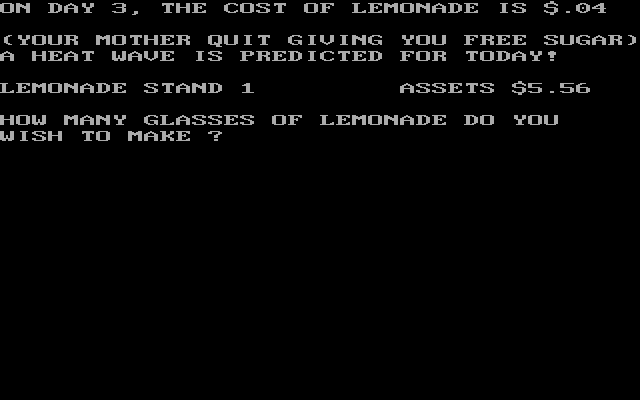 ON DAY 3, THE COST OF LEMONADE IS $.04
(YOUR MOTHER QUIT GIVING YOU FREE SUGAR)
A HEAT WAVE IS PREDICTED FOR TODAY!
LEMONADE STAND 1 ASSETS $5.56
HOW MANY GLASSES OF LEMONADE DO YOU
WISH TO MAKE ?